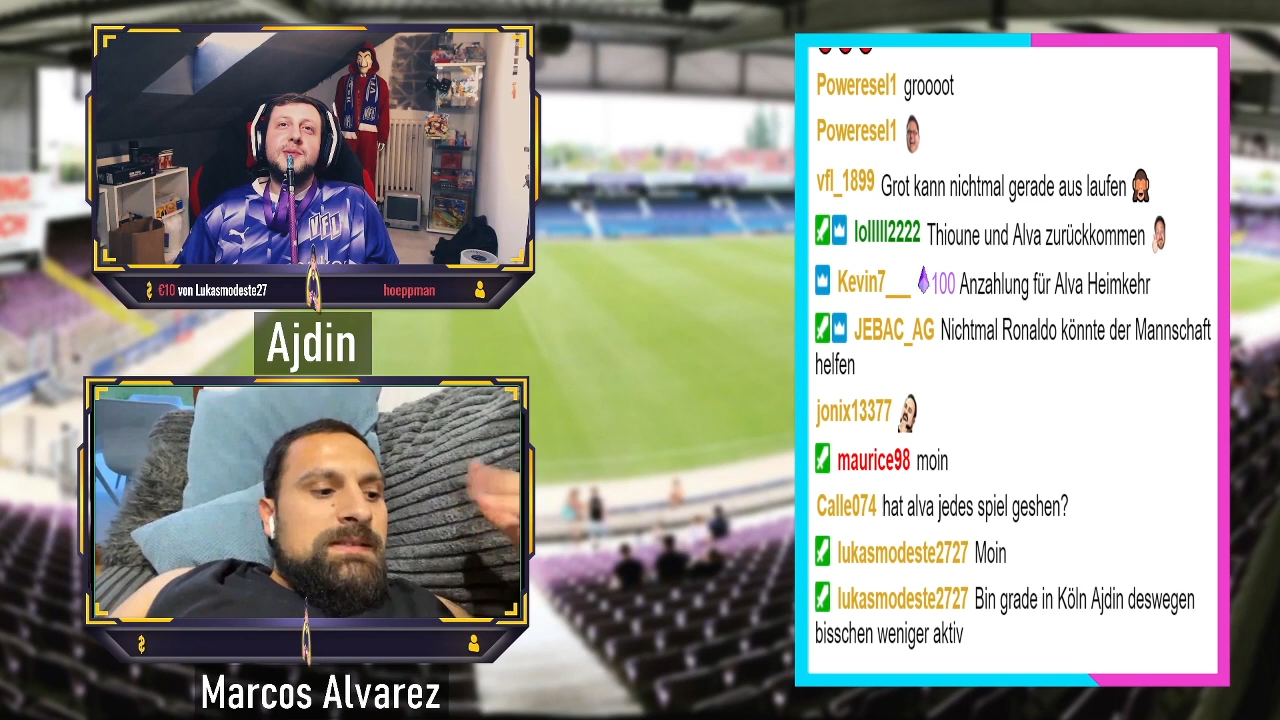 VFL
€10 von Lukasmodeste27
hoeppman
Ajdin
Marcos Alvarez
Poweresel1 groooot
Poweresel1
vfl_1899 Grot kann nichtmal gerade aus laufen
lolllll2222 Thioune und Alva zurückkommen
Kevin7___ 100 Anzahlung für Alva Heimkehr
JEBAC_AG Nichtmal Ronaldo könnte der Mannschaft
helfen
jonix13377
maurice98 moin
Calle074 hat alva jedes spiel geshen?
lukasmodeste2727 Moin
lukasmodeste2727 Bin grade in Köln Ajdin deswegen
bisschen weniger aktiv